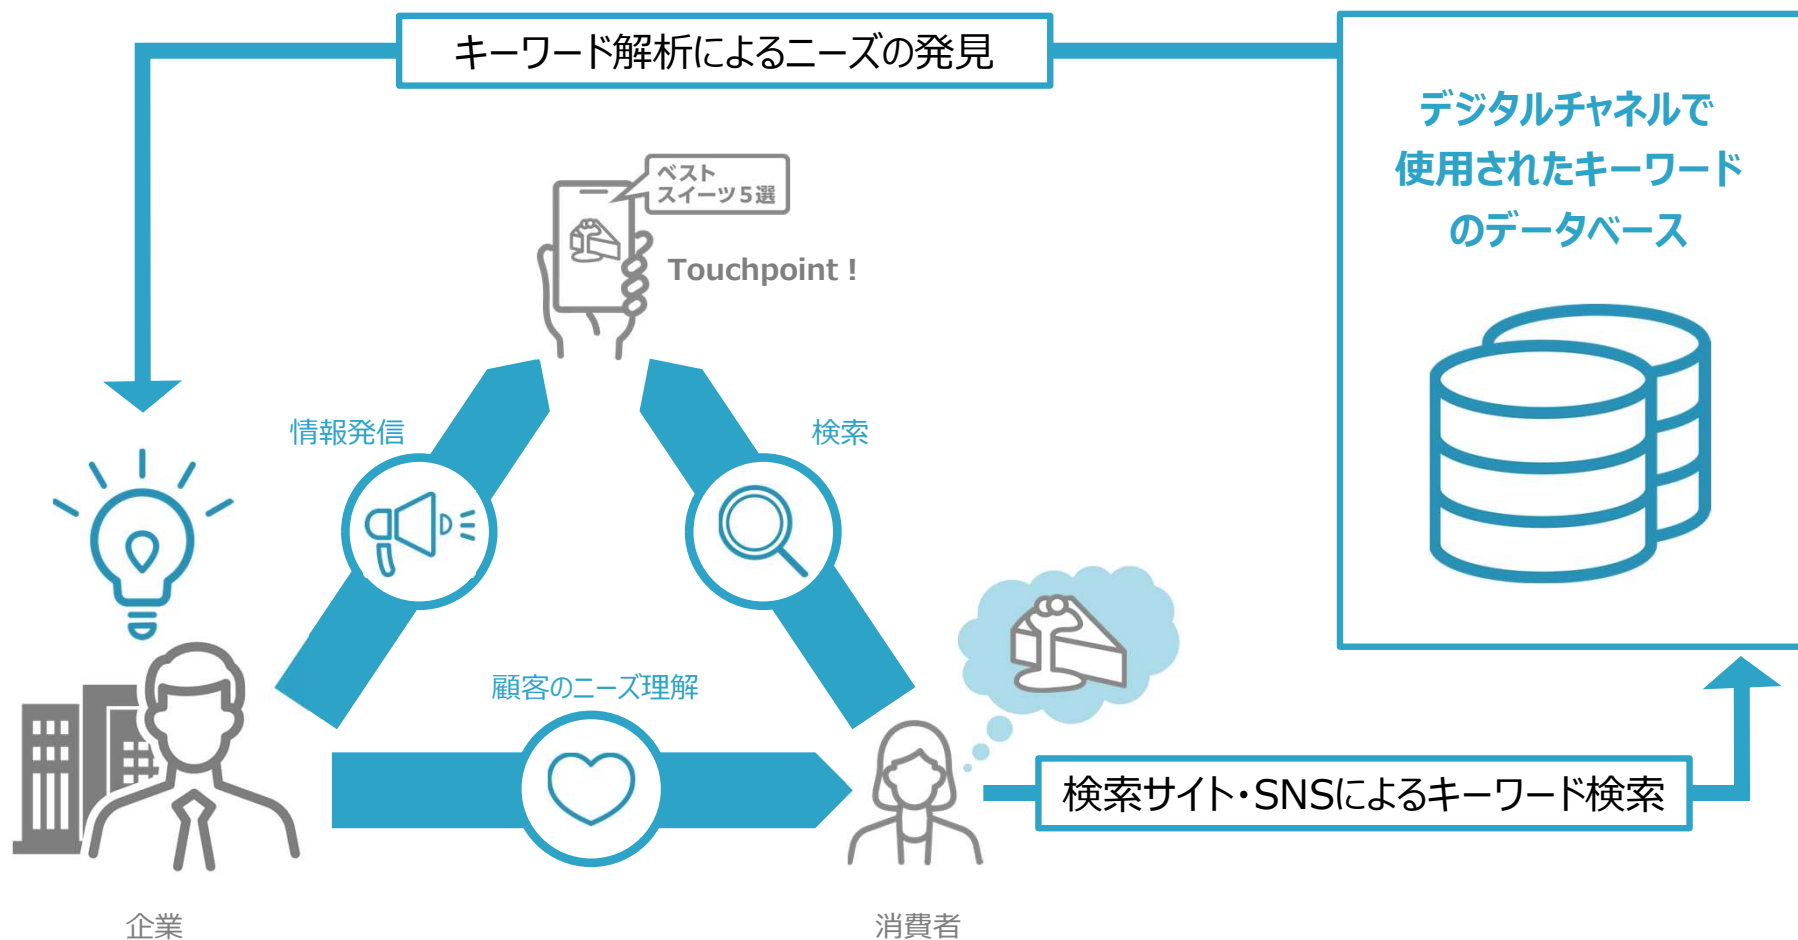 キーワード解析によるニーズの発見
デジタルチャネルで
使用されたキーワード
のデータベース
ベスト
スイーツ5選
Touchpoint !
情報発信
検索
顧客のニーズ理解
検索サイト・SNSによるキーワード検索
企業
消費者